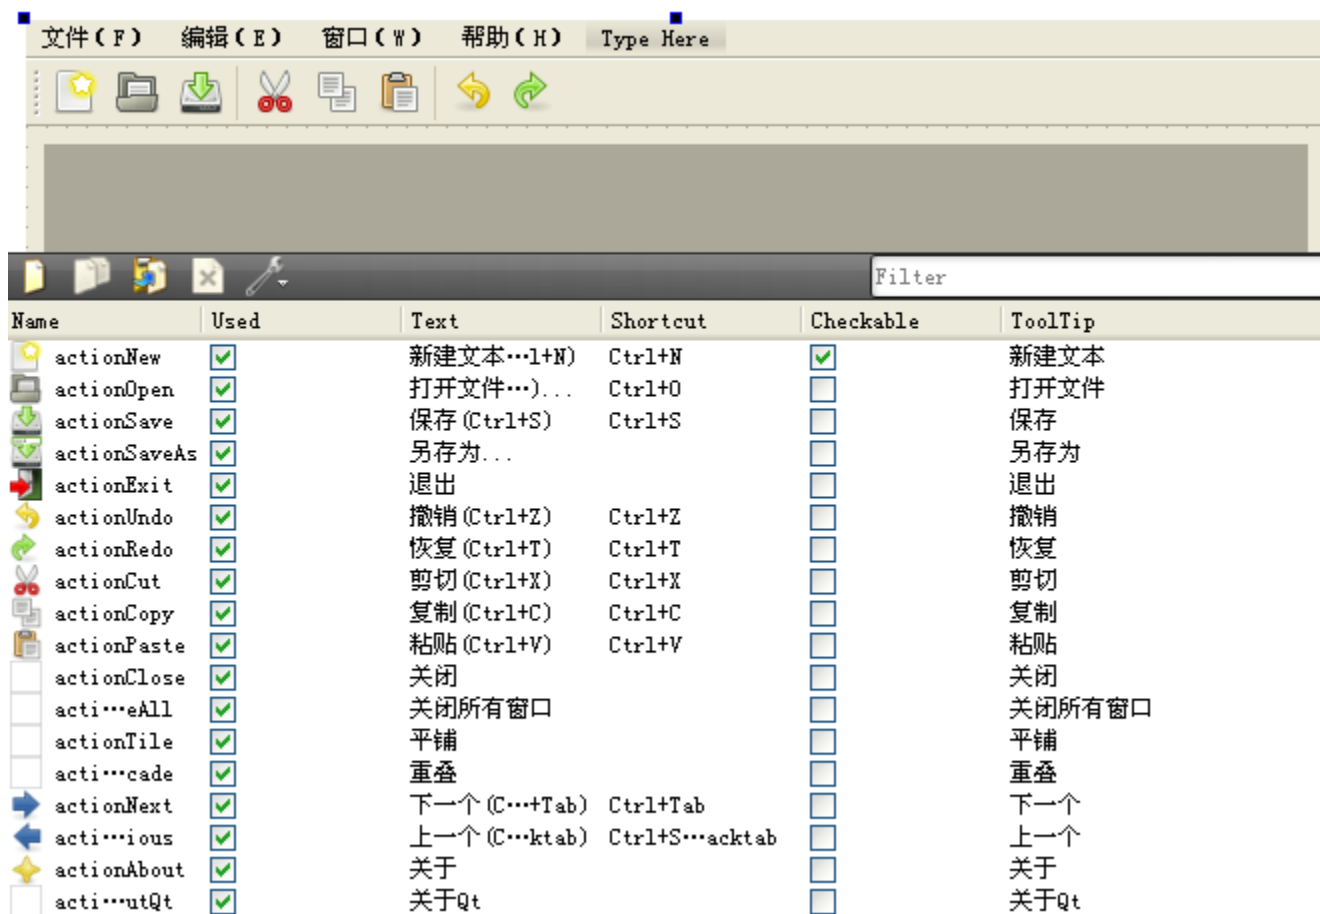 文件(F) 编辑(E) 窗口(W) 帮助(H) Type Here
Filter
Name Used Text Shortcut Checkable ToolTip
actionNew 新建文本…l+N) Ctrl+N 新建文本
actionOpen 打开文件…)... Ctrl+O 打开文件
actionSave 保存(Ctrl+S) Ctrl+S 保存
actionSaveAs 另存为... 另存为
actionExit 退出 退出
actionUndo 撤销(Ctrl+Z) Ctrl+Z 撤销
actionRedo 恢复(Ctrl+T) Ctrl+T 恢复
actionCut 剪切(Ctrl+X) Ctrl+X 剪切
actionCopy 复制(Ctrl+C) Ctrl+C 复制
actionPaste 粘贴(Ctrl+V) Ctrl+V 粘贴
actionClose 关闭 关闭
acti…eAll 关闭所有窗口 关闭所有窗口
actionTile 平铺 平铺
acti…cade 重叠 重叠
actionNext 下一个(C…+Tab) Ctrl+Tab 下一个
acti…ious 上一个(C…ktab) Ctrl+S…acktab 上一个
actionAbout 关于 关于
acti…utQt 关于Qt 关于Qt